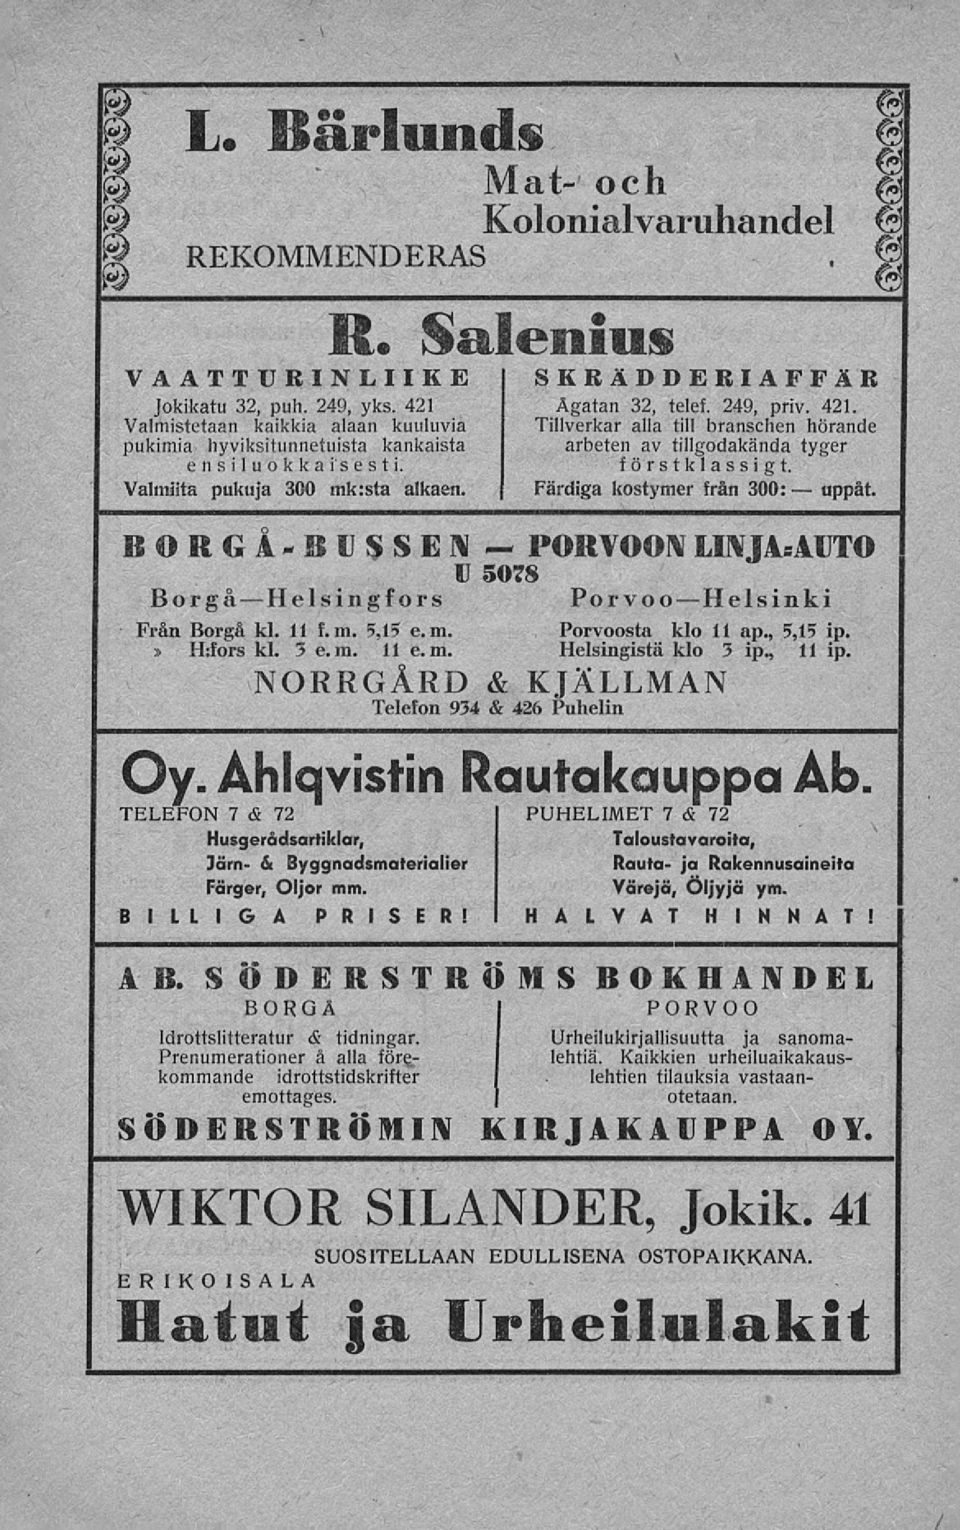 L. Bärlunds
Mat- och
Kolonialvaruhandel
REKOMMENDERAS
R. Salenius
VAATTURINLIIKE
Jokikatu 32, puh. 249, yks. 421
Valmistetaan kaikkia alaan kuuluvia
pukimia hyviksitunnetuista kankaista
ensiluokkaisesti.
Valmiita pukuja 300 mk:sta alkaen.
SKRÄDDERIAFFÄR
Ågatan 32, telef. 249, priv. 421.
Tillverkar alla till branschen hörande
arbeten av tillgodakända tyger
förstklassigt.
Färdiga kostymer från 300: — uppåt.
BORGÅ-BUSSEN — PORVOON LINJA-AUTO
U 5078
Borgå—Helsingfors
Från Borgå kl. 11 f. m. 5,15 e. m.
» H:fors kl. 3 e. m. 11 e. m.
Porvoo—Helsinki
Porvoosta klo 11 ap., 5,15 ip.
Helsingistä klo 3 ip., 11 ip.
NORRGÅRD & KJÄLLMAN
Telefon 934 & 426 Puhelin
Oy. Ahlqvistin Rautakauppa Ab.
TELEFON 7 & 72
Husgerådsartiklar,
Järn- & Byggnadsmaterialier
Färger, Oljor mm.
BILLIGA PRISER!
PUHELIMET 7 & 72
Taloustavaroita,
Rauta- ja Rakennusaineita
Värejä, Öljyjä ym.
HALVAT HINNAT!
AB. SÖDERSTRÖMS BOKHANDEL
BORGÅ
Idrottslitteratur & tidningar.
Prenumerationer å alla före-
kommande idrottstidskrifter
emottages.
PORVOO
Urheilukirjallisuutta ja sanoma-
lehtiä. Kaikkien urheiluaikakaus-
lehtien tilauksia vastaan-
otetaan.
SÖDERSTRÖMIN KIRJAKAUPPA OY.
WIKTOR SILANDER, Jokik. 41
SUOSITELLAAN EDULLISENA OSTOPAIKKANA.
ERIKOISALA
Hatut ja Urheilulakit